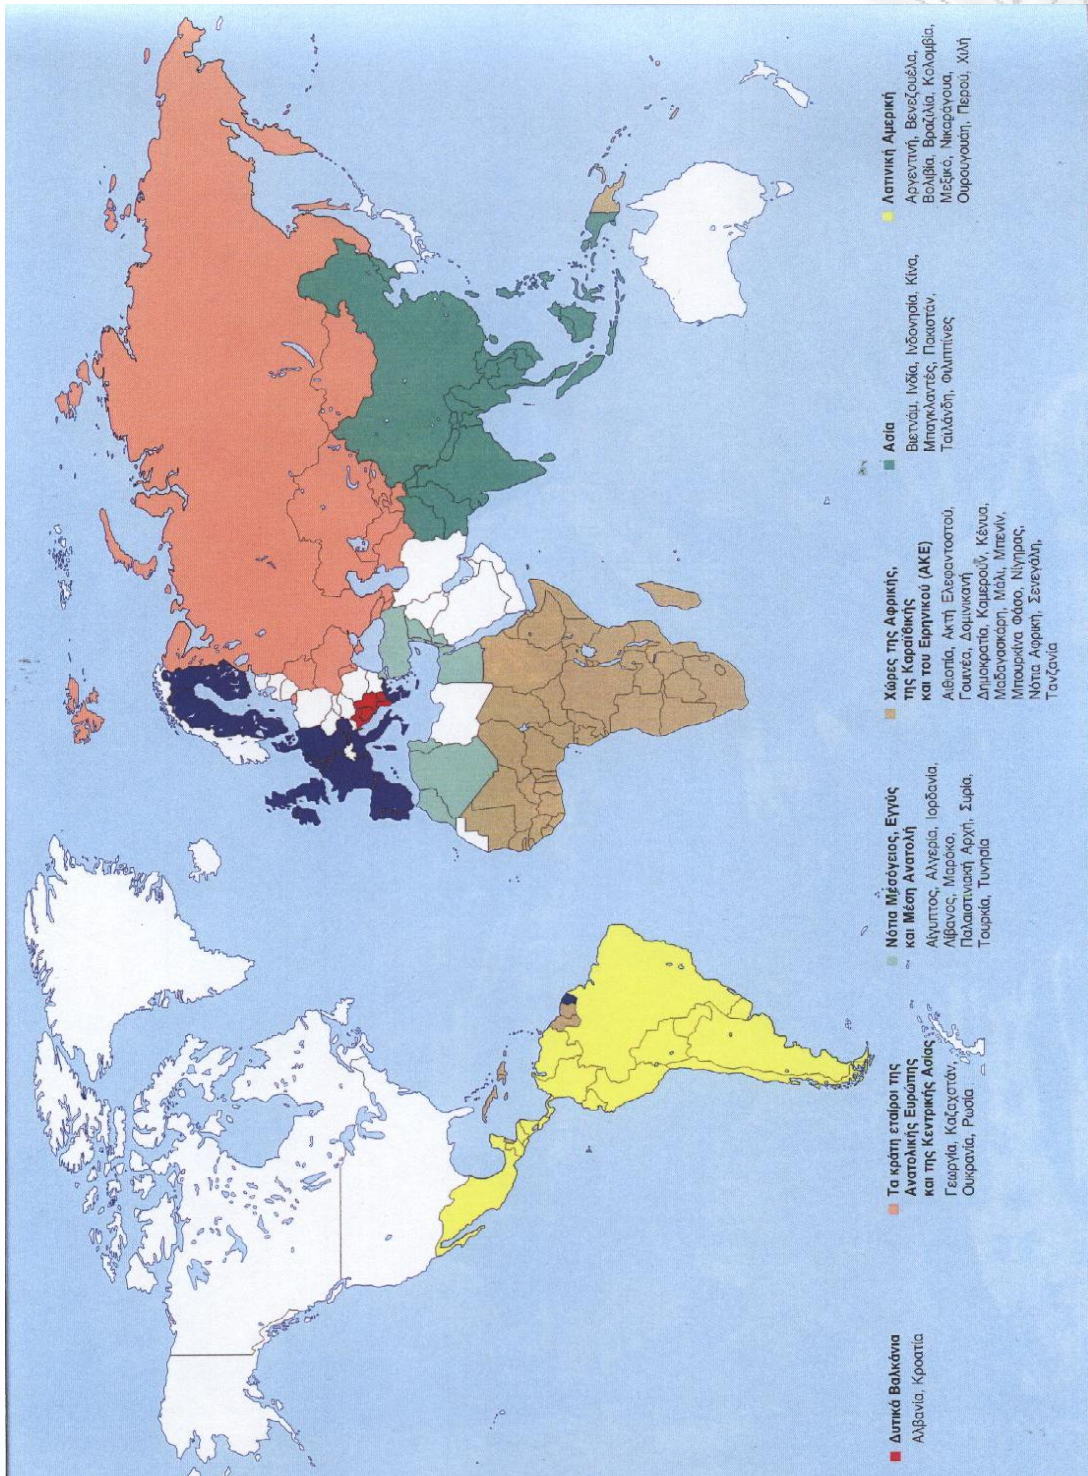 Δυτικά Βαλκάνια
Αλβανία, Κροατία
Τα κράτη εταίροι της
Ανατολικής Ευρώπης
και της Κεντρικής Ασίας
Γεωργία, Καζαχστάν,
Ουκρανία, Ρωσία
Νότια Μεσόγειος, Εγγύς
και Μέση Ανατολή
Αίγυπτος, Αλγερία, Ιορδανία,
Λίβανος, Μαρόκο,
Παλαιστινιακή Αρχή, Συρία,
Τουρκία, Τυνησία
Χώρες της Αφρικής,
της Καραϊβικής
και του Ειρηνικού (ΑΚΕ)
Αιθιοπία, Ακτή Ελεφαντοστού,
Γουινέα, Δομινικανή
Δημοκρατία, Καμερούν, Κένυα,
Μαδαγασκάρη, Μάλι, Μπενίν,
Μπουρκίνα Φάσο, Νίγηρας,
Νότια Αφρική, Σενεγάλη,
Τανζανία
Ασία
Βιετνάμ, Ινδία, Ινδονησία, Κίνα,
Μπαγκλαντές, Πακιστάν,
Ταϊλάνδη, Φιλιππίνες
Λατινική Αμερική
Αργεντινή, Βενεζουέλα,
Βολιβία, Βραζιλία, Κολομβία,
Μεξικό, Νικαράγουα,
Ουρουγουάη, Περού, Χιλή